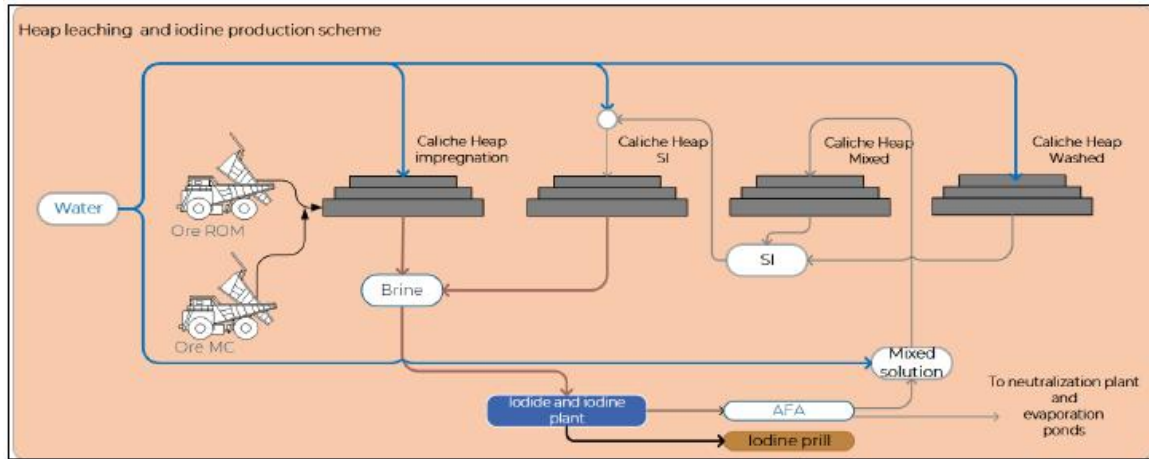 Heap leaching and iodine production scheme
Caliche Heap
impregnation
Caliche Heap
SI
Caliche Heap
Mixed
Caliche Heap
Washed
Water
Ore ROM
SI
Brine
Ore MC
Mixed
solution
To neutralization plant
and
evaporation
ponds
Iodide and iodine
plant
AFA
Iodine prill